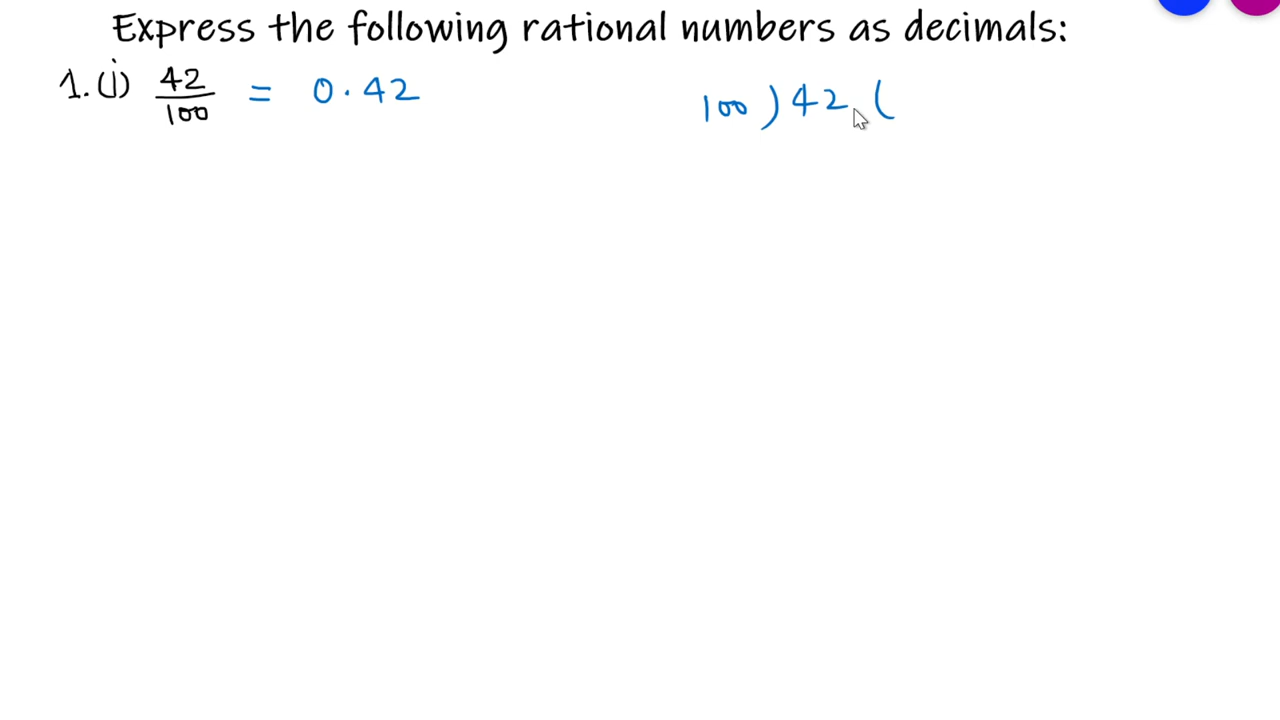 Express the following rational numbers as decimals:
1. (i) 42/100 = 0.42
100 ) 42 (